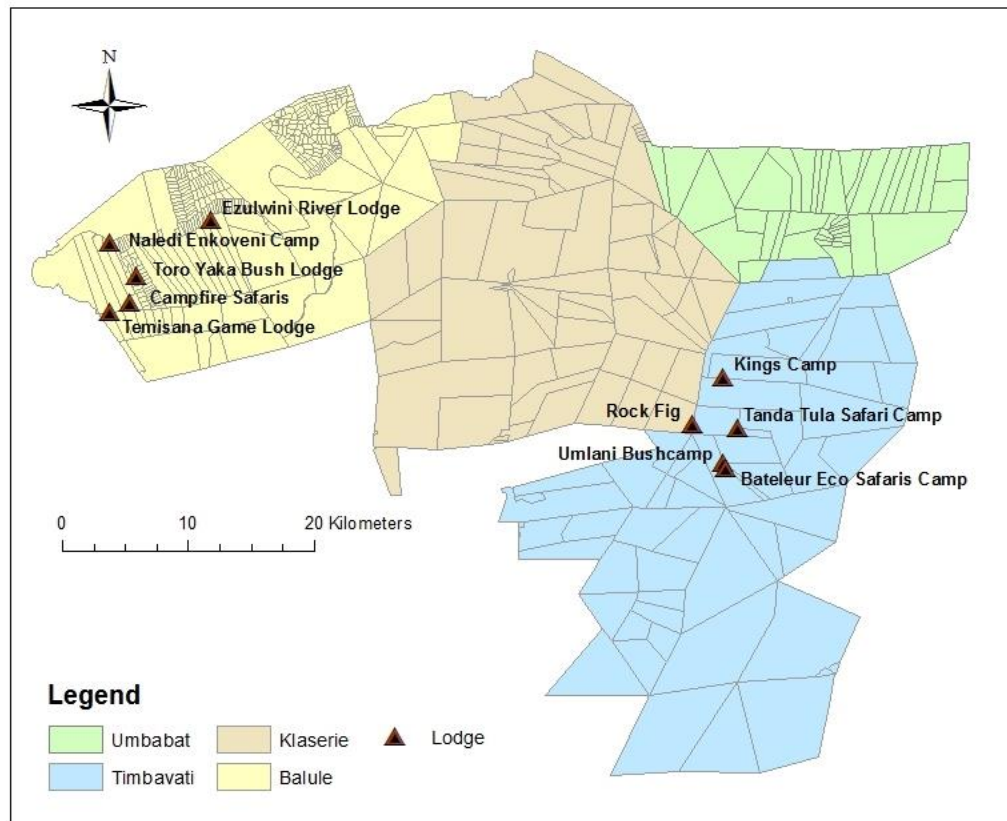 N
Ezulwini River Lodge
Naledi Enkoveni Camp
Toro Yaka Bush Lodge
Campfire Safaris
Temisana Game Lodge
Kings Camp
Rock Fig
Tanda Tula Safari Camp
Umlani Bushcamp
Bateleur Eco Safaris Camp
0 10 20 Kilometers
Legend
Umbabat Klaserie Lodge
Timbavati Balule